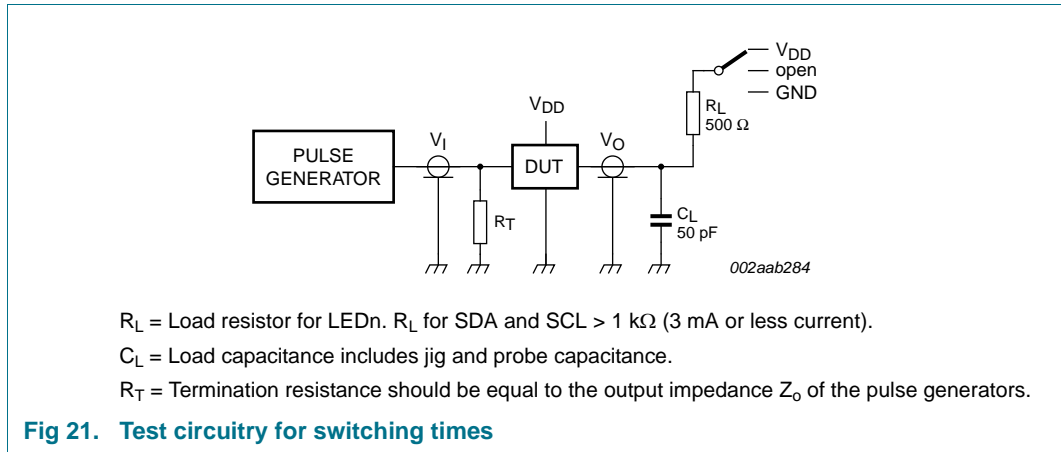 V_DD
open
GND
R_L
500 Ω
V_DD
V_I
V_O
PULSE
GENERATOR
DUT
R_T
C_L
50 pF
002aab284
R_L = Load resistor for LEDn. R_L for SDA and SCL > 1 kΩ (3 mA or less current).
C_L = Load capacitance includes jig and probe capacitance.
R_T = Termination resistance should be equal to the output impedance Z_o of the pulse generators.
Fig 21. Test circuitry for switching times